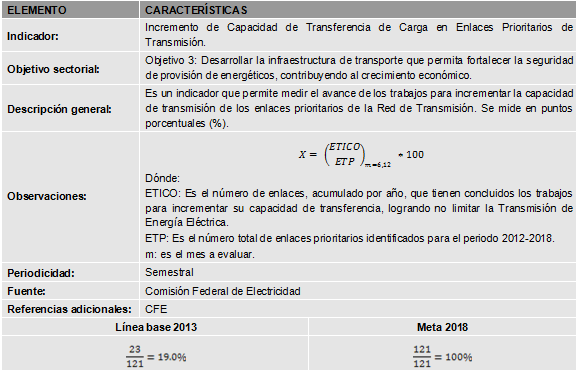 ELEMENTO CARACTERÍSTICAS
Indicador:
Incremento de Capacidad de Transferencia de Carga en Enlaces Prioritarios de
Transmisión.
Objetivo sectorial:
Objetivo 3: Desarrollar la infraestructura de transporte que permita fortalecer la seguridad
de provisión de energéticos, contribuyendo al crecimiento económico.
Descripción general:
Es un indicador que permite medir el avance de los trabajos para incrementar la capacidad
de transmisión de los enlaces prioritarios de la Red de Transmisión. Se mide en puntos
porcentuales (%).
Observaciones:
X = (ETICO / ETP) m=6,12 * 100
Dónde:
ETICO: Es el número de enlaces, acumulado por año, que tienen concluidos los trabajos
para incrementar su capacidad de transferencia, logrando no limitar la Transmisión de
Energía Eléctrica.
ETP: Es el número total de enlaces prioritarios identificados para el periodo 2012-2018.
m: es el mes a evaluar.
Periodicidad: Semestral
Fuente: Comisión Federal de Electricidad
Referencias adicionales: CFE
Línea base 2013 Meta 2018
23/121 = 19.0% 121/121 = 100%